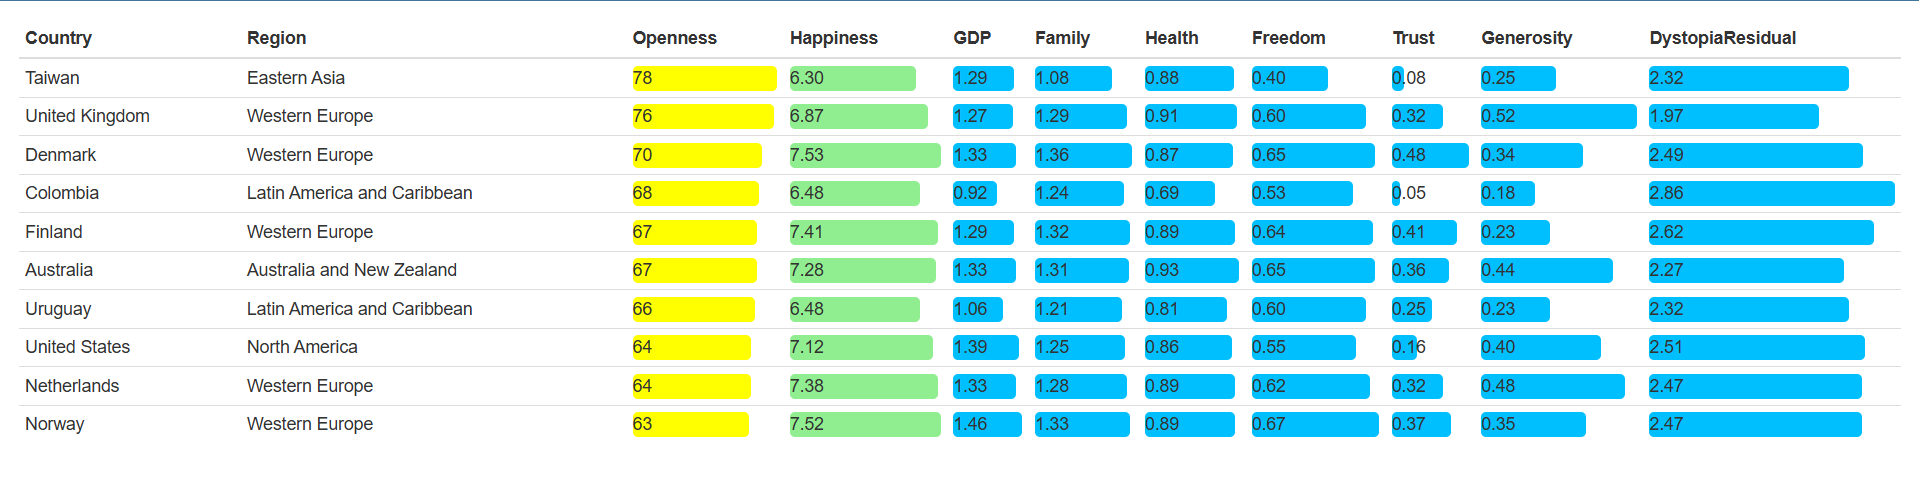 Country Region Openness Happiness GDP Family Health Freedom Trust Generosity DystopiaResidual
Taiwan Eastern Asia 78 6.30 1.29 1.08 0.88 0.40 0.08 0.25 2.32
United Kingdom Western Europe 76 6.87 1.27 1.29 0.91 0.60 0.32 0.52 1.97
Denmark Western Europe 70 7.53 1.33 1.36 0.87 0.65 0.48 0.34 2.49
Colombia Latin America and Caribbean 68 6.48 0.92 1.24 0.69 0.53 0.05 0.18 2.86
Finland Western Europe 67 7.41 1.29 1.32 0.89 0.64 0.41 0.23 2.62
Australia Australia and New Zealand 67 7.28 1.33 1.31 0.93 0.65 0.36 0.44 2.27
Uruguay Latin America and Caribbean 66 6.48 1.06 1.21 0.81 0.60 0.25 0.23 2.32
United States North America 64 7.12 1.39 1.25 0.86 0.55 0.16 0.40 2.51
Netherlands Western Europe 64 7.38 1.33 1.28 0.89 0.62 0.32 0.48 2.47
Norway Western Europe 63 7.52 1.46 1.33 0.89 0.67 0.37 0.35 2.47